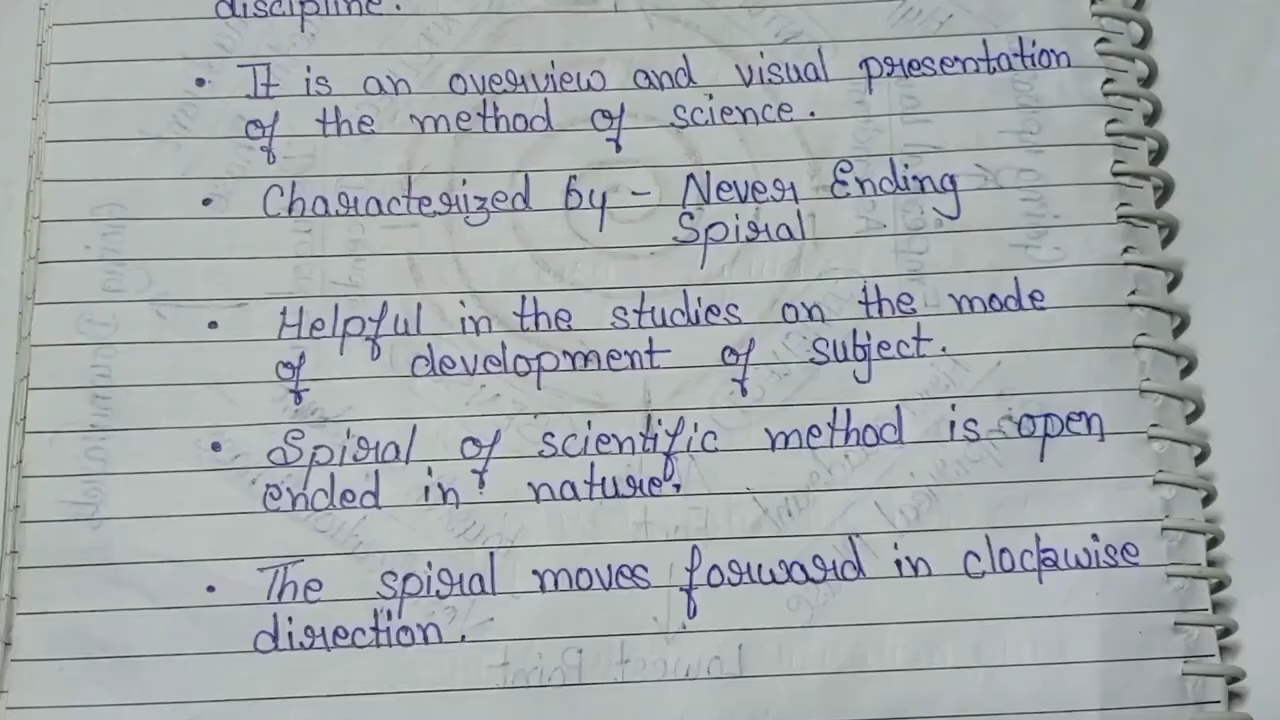 discipline.
• It is an overview and visual presentation
of the method of science.
• Characterized by - Never Ending
Spiral
• Helpful in the studies on the mode
of development of subject.
• Spiral of scientific method is open
ended in nature.
• The spiral moves forward in clockwise
direction.
Lowest Point